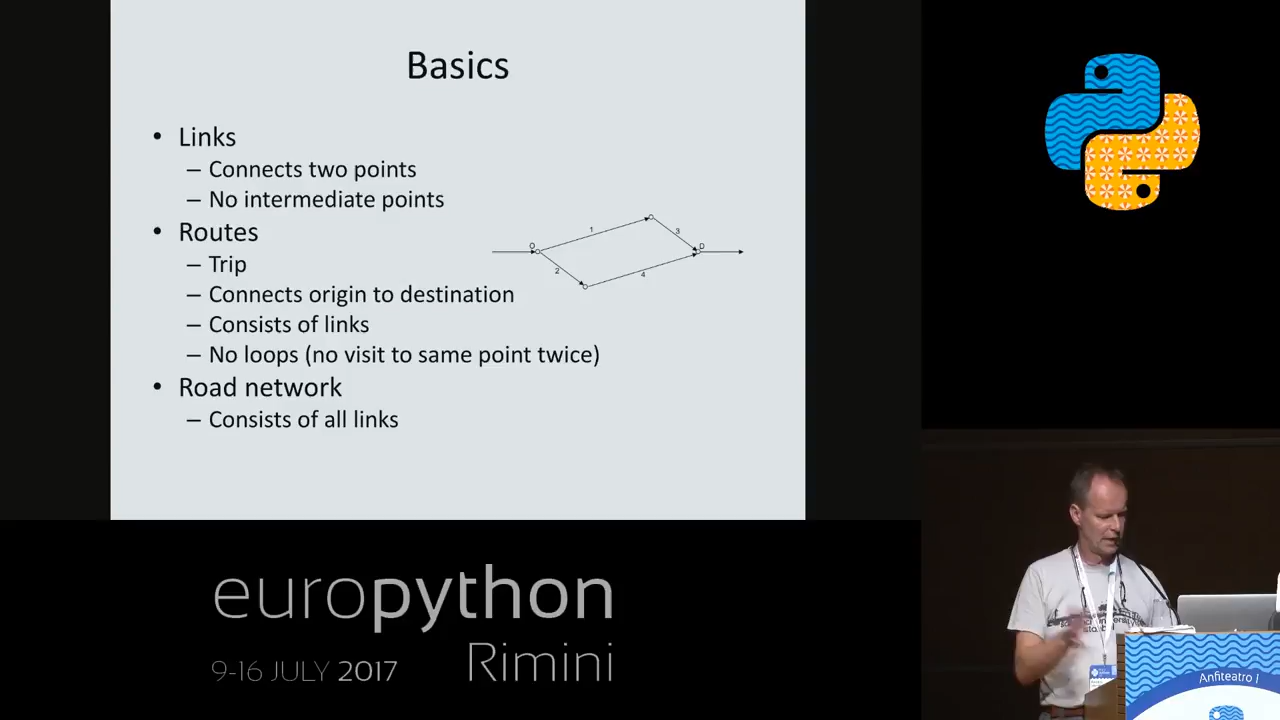 Basics
• Links
– Connects two points
– No intermediate points
• Routes
– Trip
– Connects origin to destination
– Consists of links
– No loops (no visit to same point twice)
• Road network
– Consists of all links
O
1
3
D
2
4
europython
9-16 JULY 2017
Rimini
Anfiteatro I